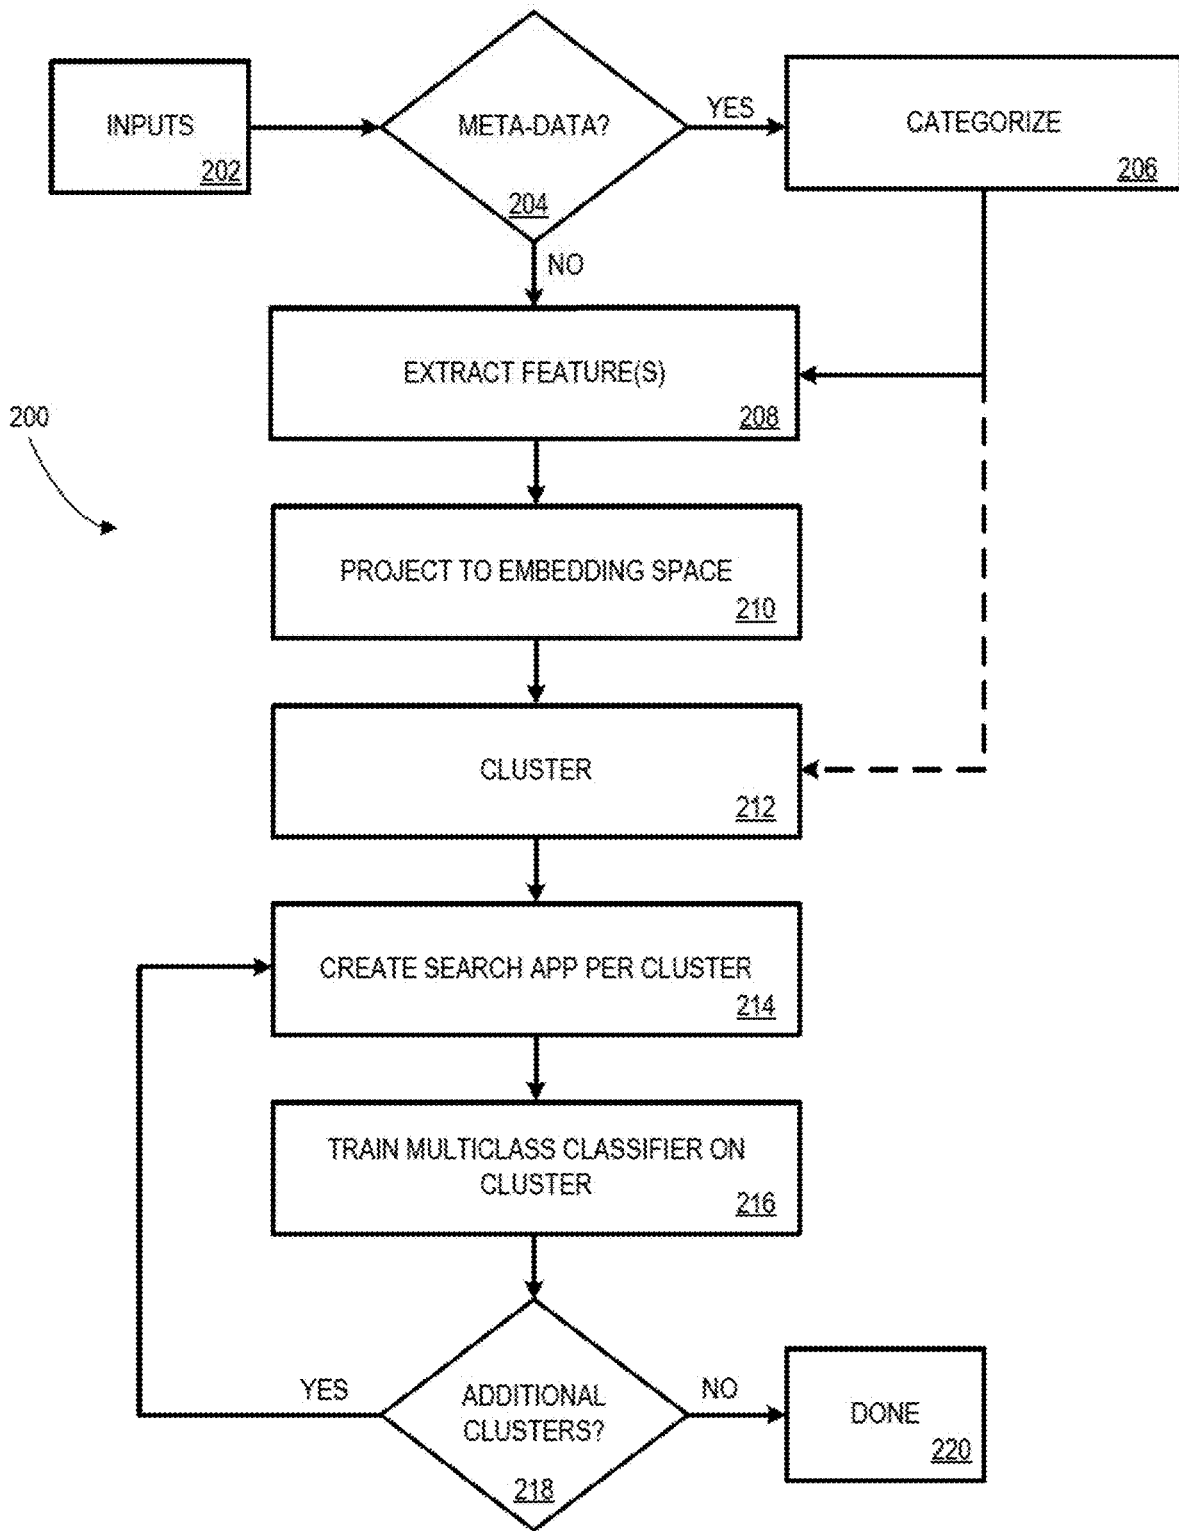 INPUTS
202
META-DATA?
204
YES
CATEGORIZE
206
NO
EXTRACT FEATURE(S)
208
200
PROJECT TO EMBEDDING SPACE
210
CLUSTER
212
CREATE SEARCH APP PER CLUSTER
214
TRAIN MULTICLASS CLASSIFIER ON
CLUSTER
216
YES
ADDITIONAL
CLUSTERS?
218
NO
DONE
220